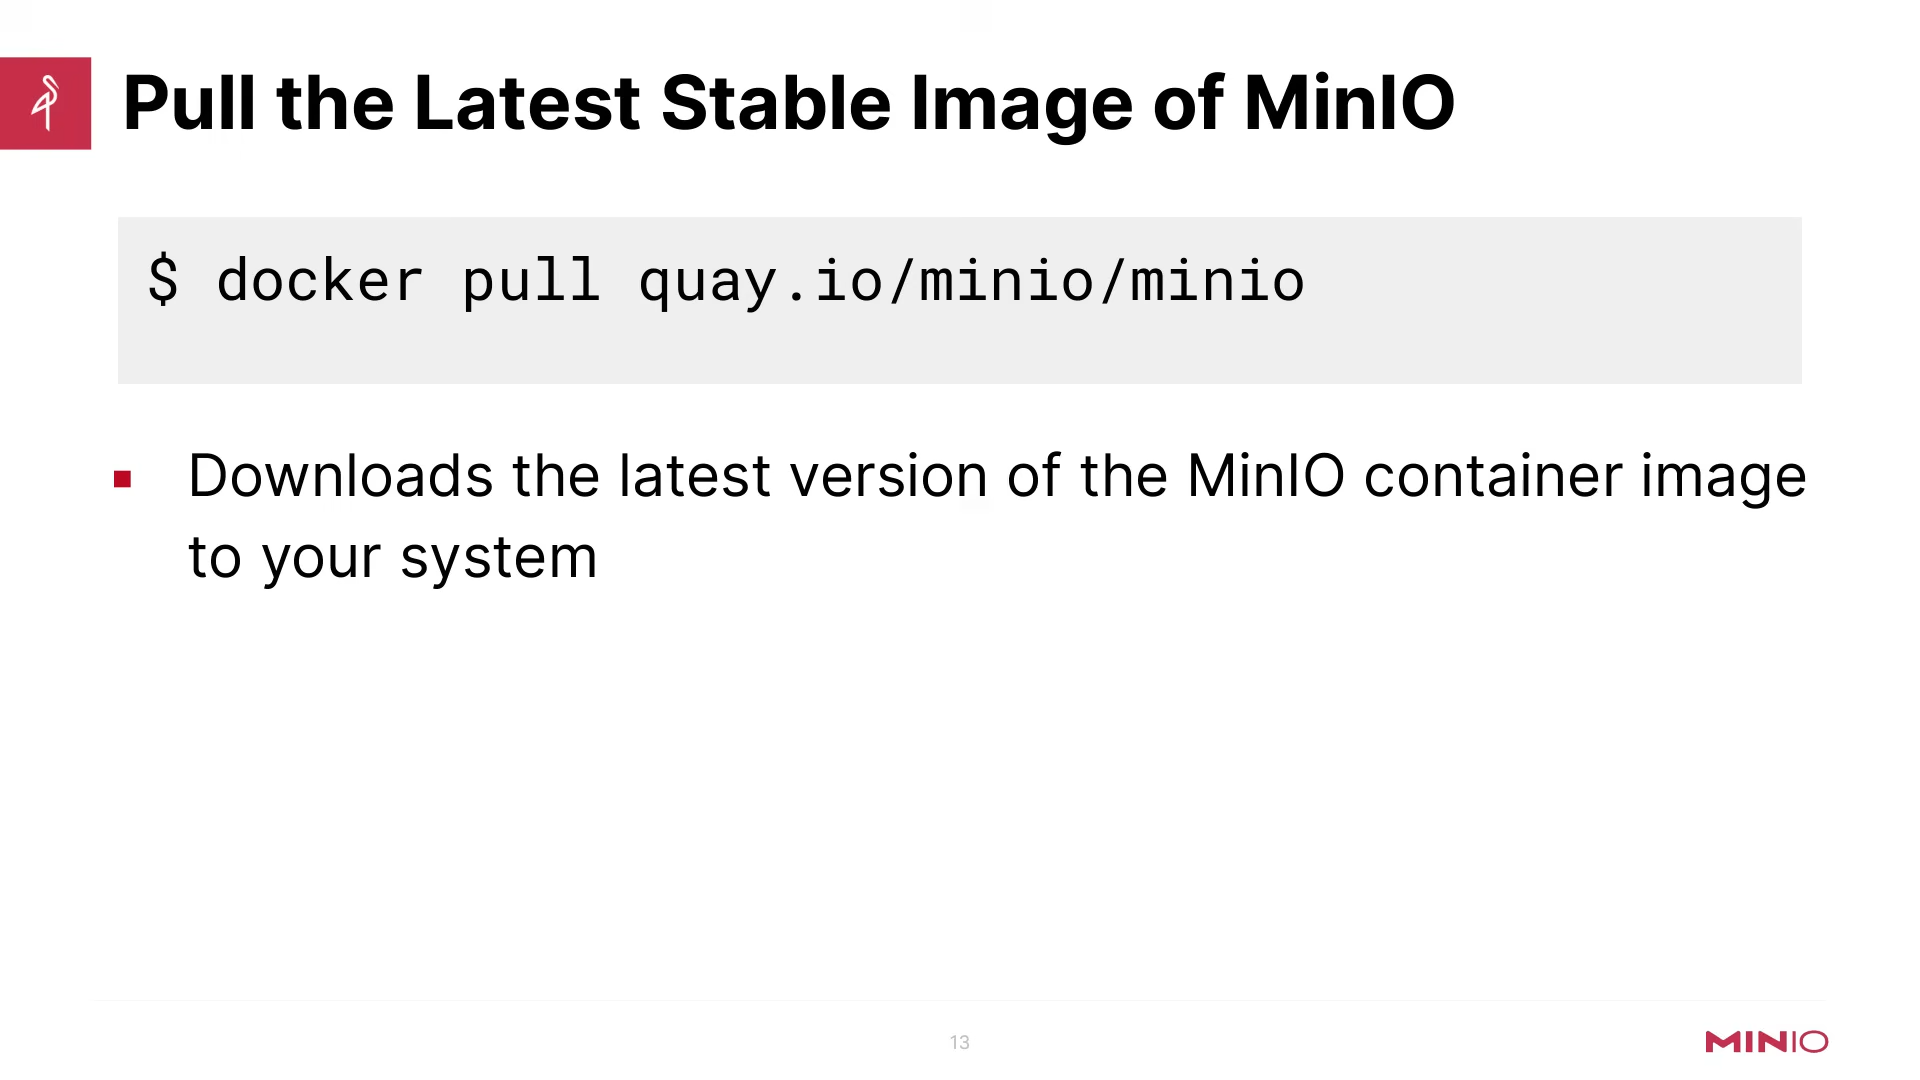 Pull the Latest Stable Image of MinIO
$ docker pull quay.io/minio/minio
▪ Downloads the latest version of the MinIO container image
to your system
13
MINIO